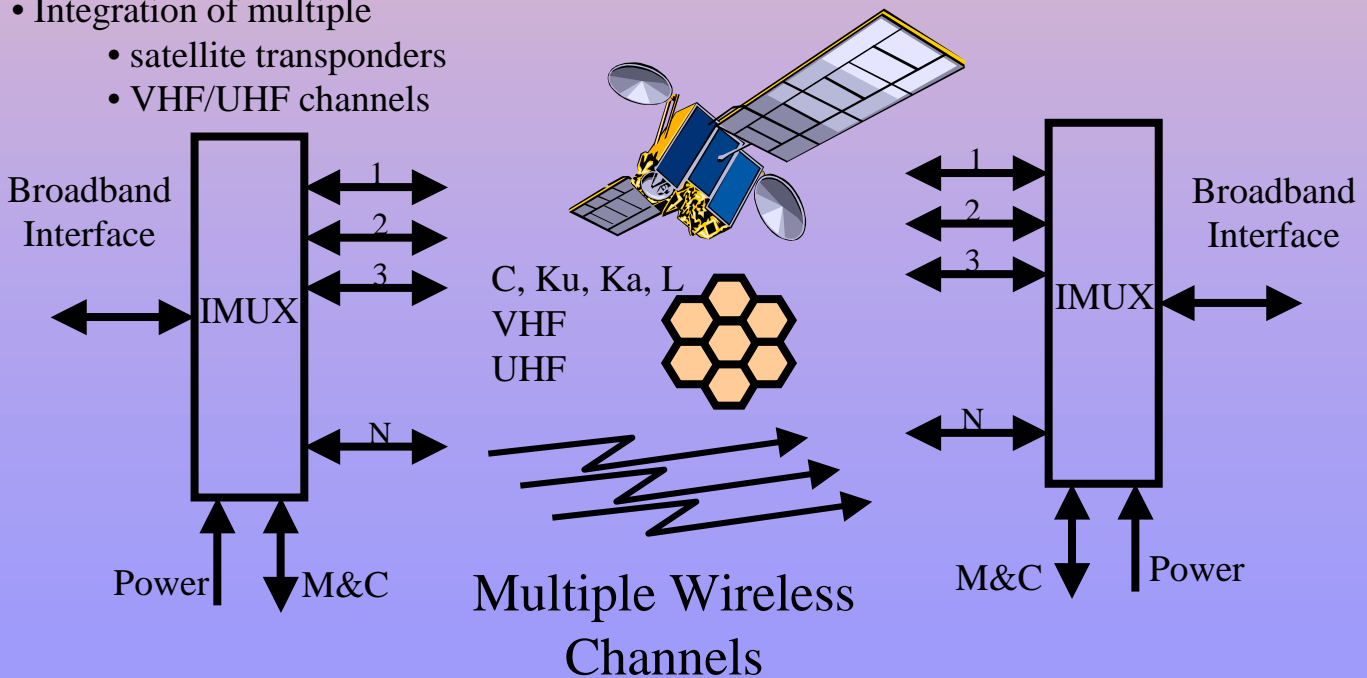 • Integration of multiple
• satellite transponders
• VHF/UHF channels
Broadband
Interface
IMUX
1
2
3
N
Power
M&C
C, Ku, Ka, L
VHF
UHF
Multiple Wireless
Channels
1
2
3
N
IMUX
Broadband
Interface
M&C
Power